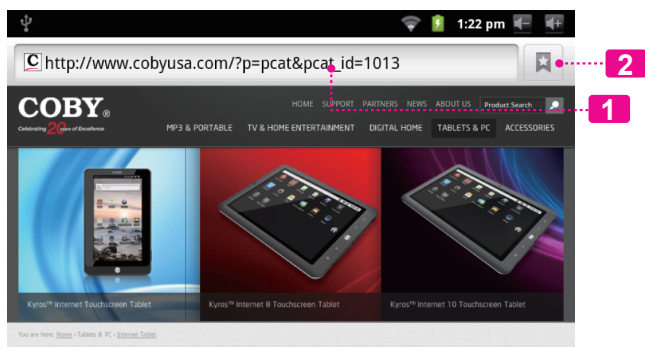 1:22 pm
C http://www.cobyusa.com/?p=pcat&pcat_id=1013
2
1
HOME SUPPORT PARTNERS NEWS ABOUT US Product Search
COBY®
Celebrating 20 years of Excellence
MP3 & PORTABLE TV & HOME ENTERTAINMENT DIGITAL HOME TABLETS & PC ACCESSORIES
Kyros™ Internet Touchscreen Tablet
Kyros™ Internet 8 Touchscreen Tablet
Kyros™ Internet 10 Touchscreen Tablet
You are here: Home › Tablets & PC › Internet Tablet